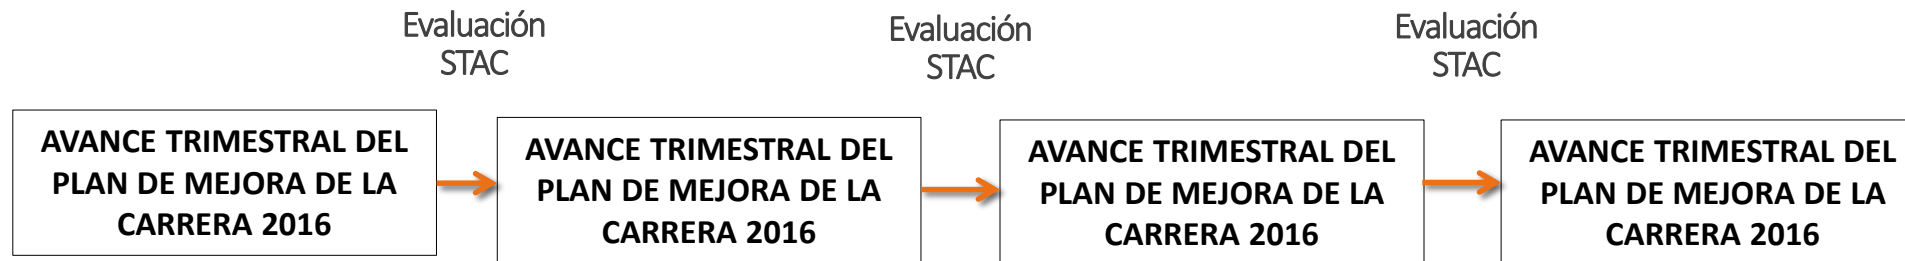 Evaluación
STAC
Evaluación
STAC
Evaluación
STAC
AVANCE TRIMESTRAL DEL
PLAN DE MEJORA DE LA
CARRERA 2016
AVANCE TRIMESTRAL DEL
PLAN DE MEJORA DE LA
CARRERA 2016
AVANCE TRIMESTRAL DEL
PLAN DE MEJORA DE LA
CARRERA 2016
AVANCE TRIMESTRAL DEL
PLAN DE MEJORA DE LA
CARRERA 2016